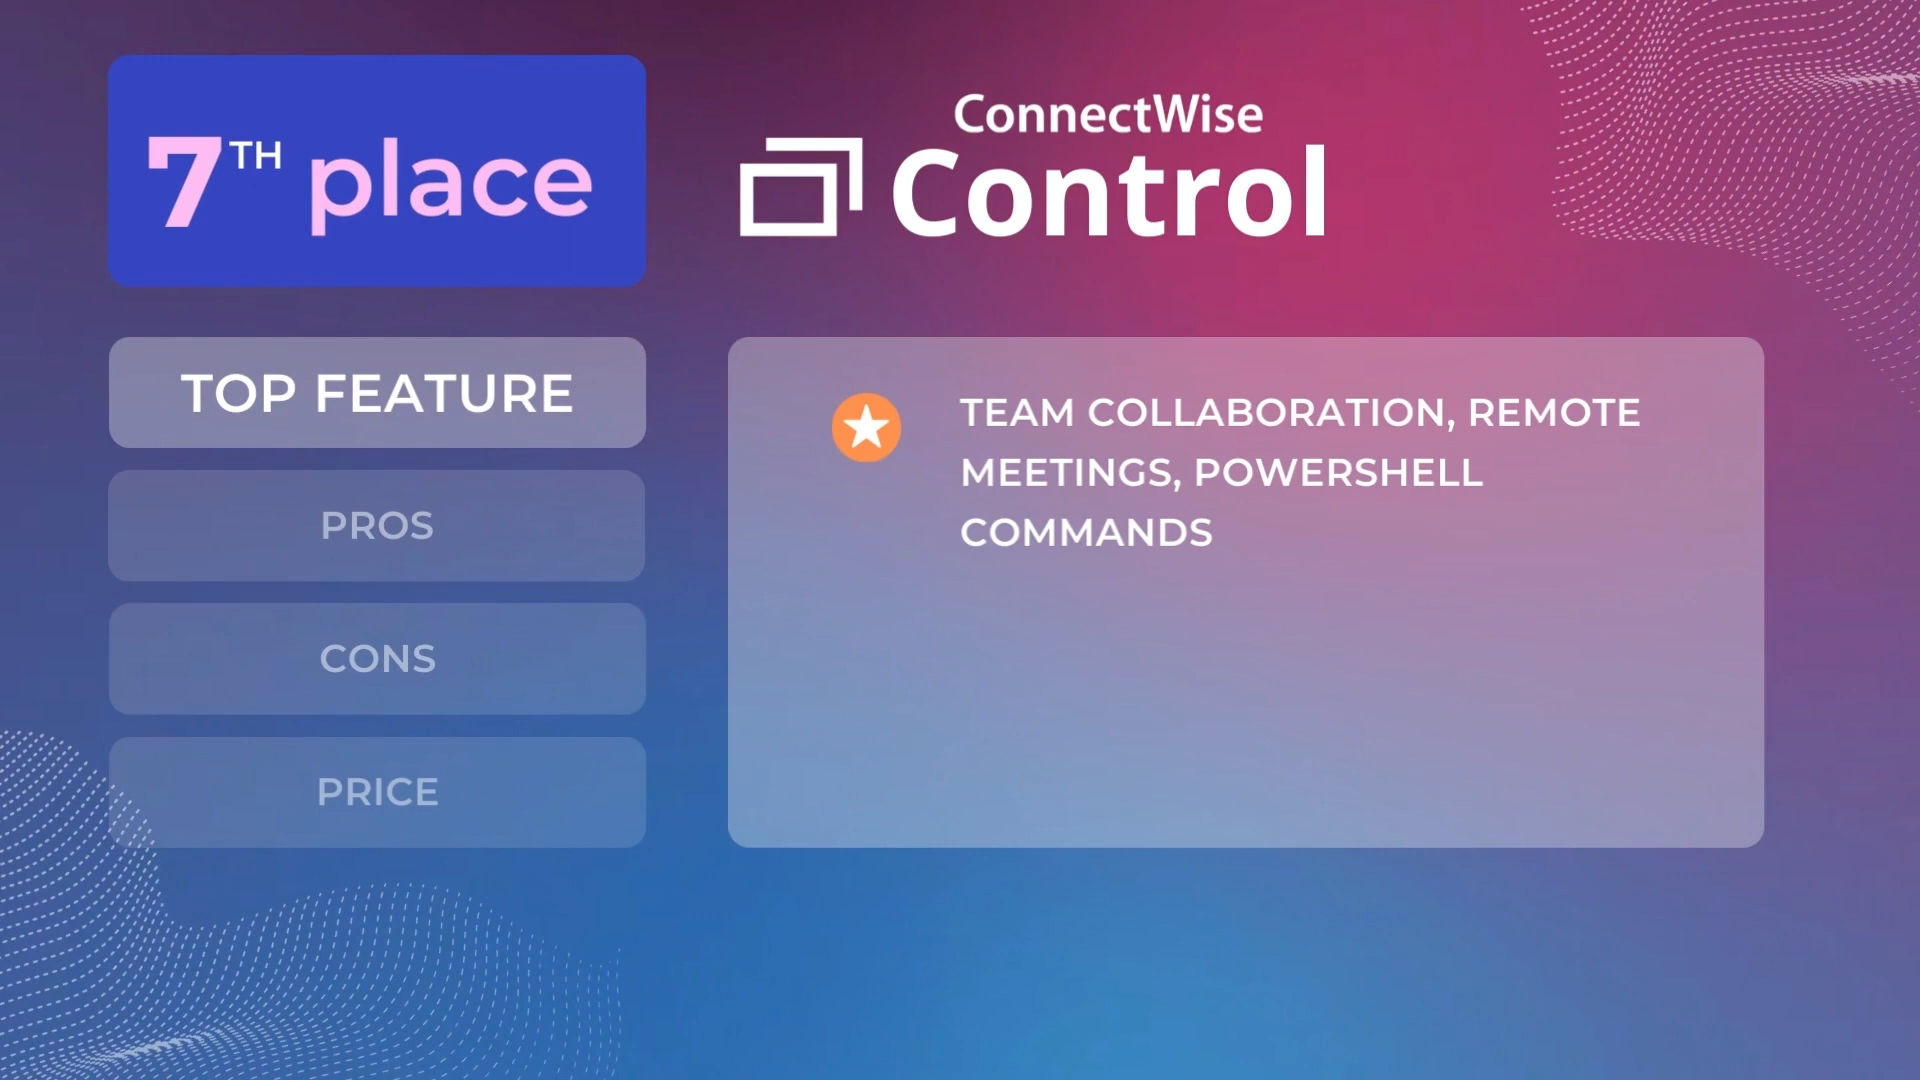 7TH place
ConnectWise
Control
TOP FEATURE
PROS
CONS
PRICE
TEAM COLLABORATION, REMOTE
MEETINGS, POWERSHELL
COMMANDS